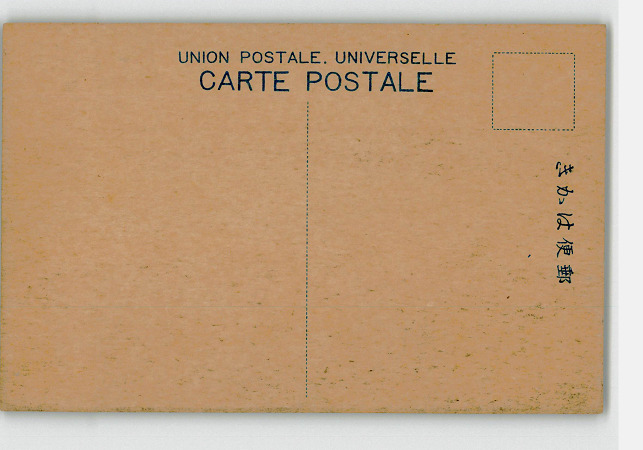 UNION POSTALE. UNIVERSELLE
CARTE POSTALE
郵便はかき